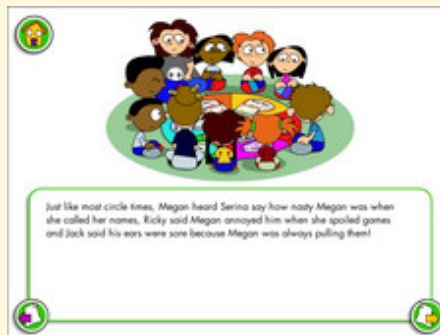 Just like most circle times, Megan heard Serina say how nasty Megan was when
she called her names, Ricky said Megan annoyed him when she spoiled games
and Jack said his ears were sore because Megan was always pulling them!